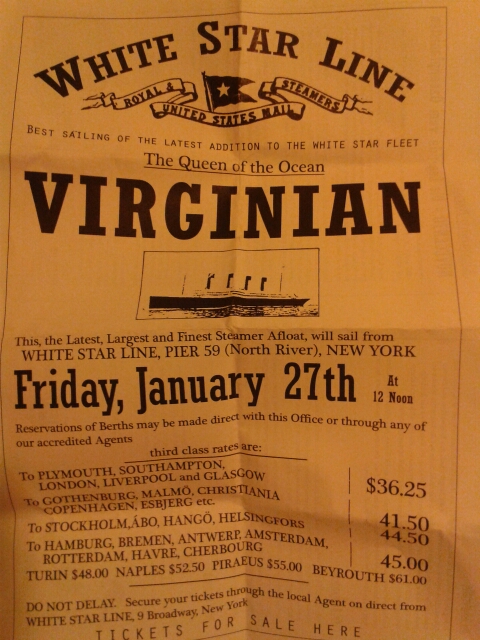 WHITE STAR LINE
ROYAL & UNITED STATES MAIL STEAMERS
BEST SAILING OF THE LATEST ADDITION TO THE WHITE STAR FLEET
The Queen of the Ocean
VIRGINIAN
This, the Latest, Largest and Finest Steamer Afloat, will sail from
WHITE STAR LINE, PIER 59 (North River), NEW YORK
Friday, January 27th At 12 Noon
Reservations of Berths may be made direct with this Office or through any of
our accredited Agents
third class rates are:
To PLYMOUTH, SOUTHAMPTON,
LONDON, LIVERPOOL and GLASGOW $36.25
To GOTHENBURG, MALMÖ, CHRISTIANIA
COPENHAGEN, ESBJERG etc. 41.50
To STOCKHOLM, ÅBO, HANGÖ, HELSINGFORS 44.50
To HAMBURG, BREMEN, ANTWERP, AMSTERDAM,
ROTTERDAM, HAVRE, CHERBOURG 45.00
TURIN $48.00 NAPLES $52.50 PIRAEUS $55.00 BEYROUTH $61.00
DO NOT DELAY. Secure your tickets through the local Agent on direct from
WHITE STAR LINE, 9 Broadway, New York
TICKETS FOR SALE HERE